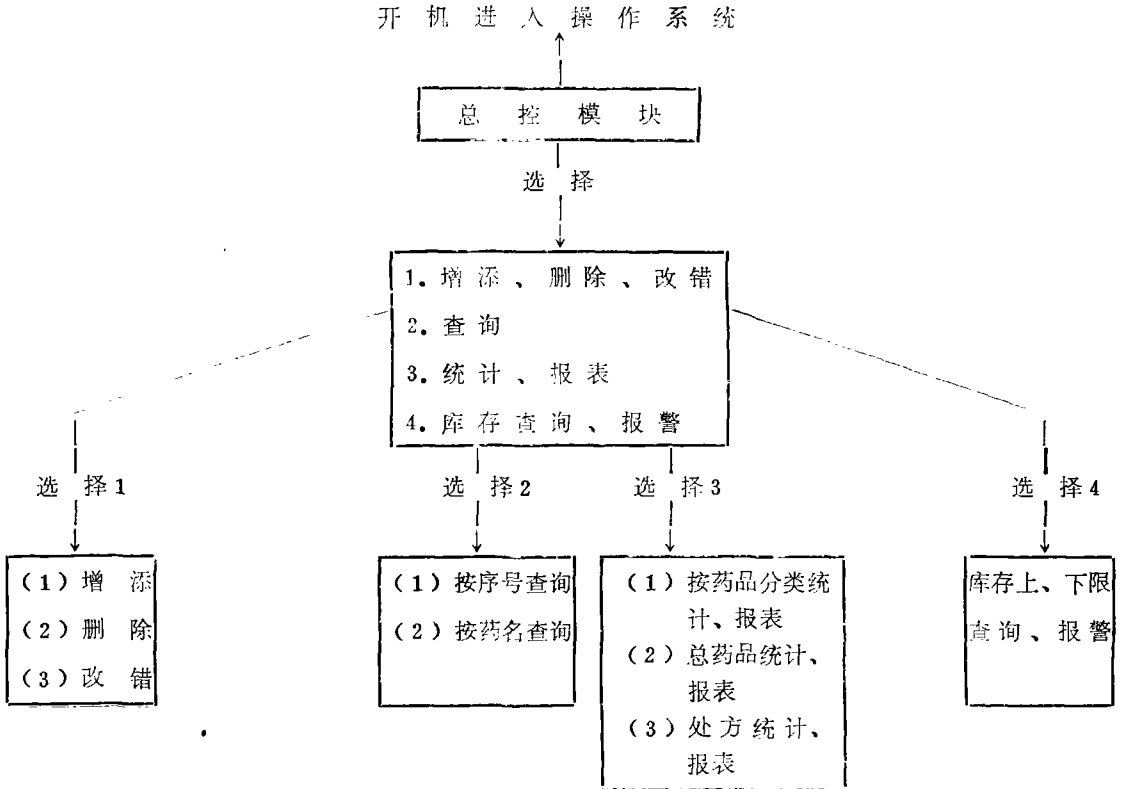 开机进入操作系统
总控模块
选择
1.增添、删除、改错
2.查询
3.统计、报表
4.库存查询、报警
选择1
选择2
选择3
选择4
(1)增添
(2)删除
(3)改错
(1)按序号查询
(2)按药名查询
(1)按药品分类统
计、报表
(2)总药品统计、
报表
(3)处方统计、
报表
库存上、下限
查询、报警